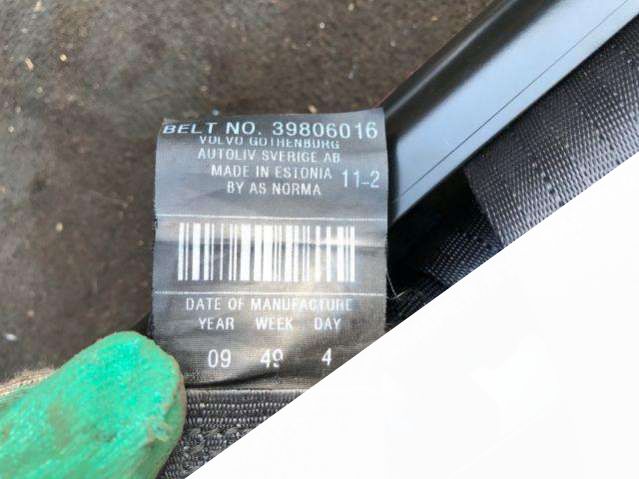 BELT NO. 39806016
VOLVO GOTHENBURG
AUTOLIV SVERIGE AB
MADE IN ESTONIA 11-2
BY AS NORMA
DATE OF MANUFACTURE
YEAR WEEK DAY
09 49 4